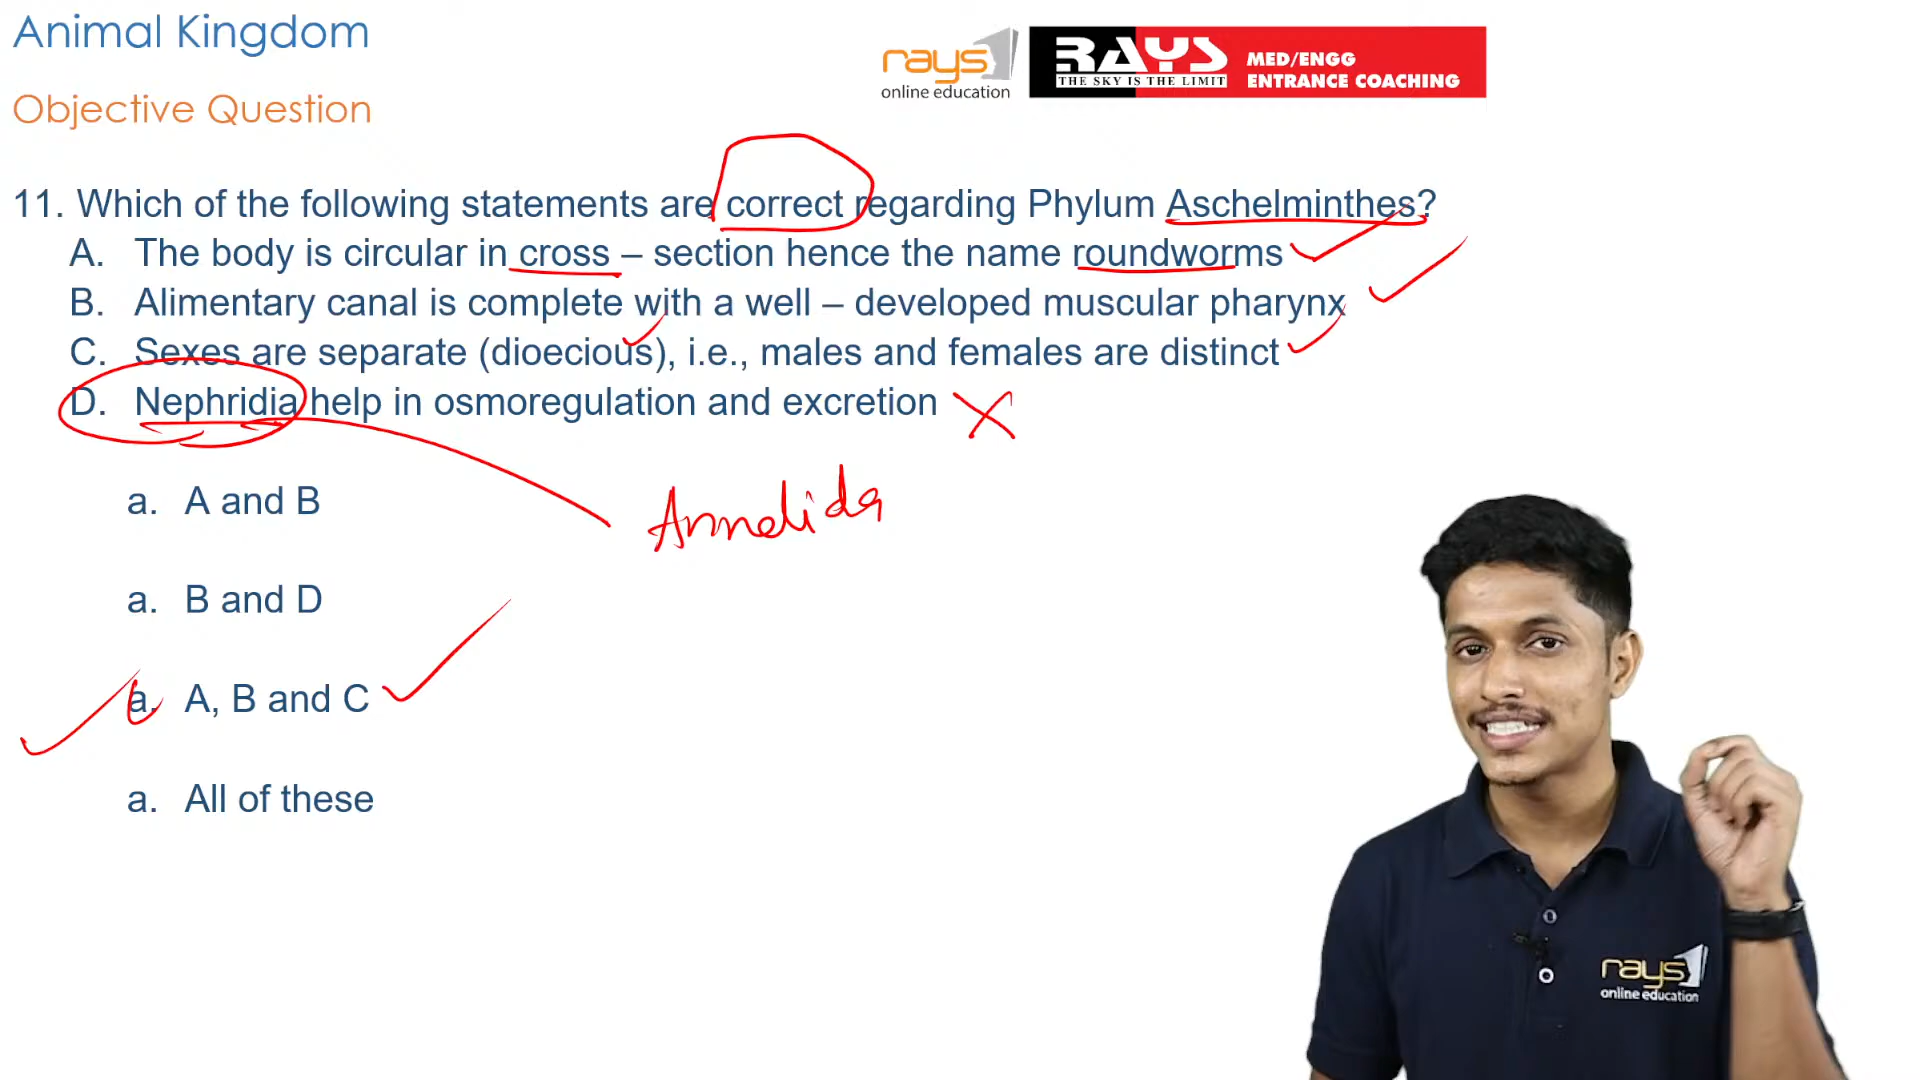 Animal Kingdom
rays
online education
RAYS
THE SKY IS THE LIMIT
MED/ENGG
ENTRANCE COACHING
Objective Question
11. Which of the following statements are correct regarding Phylum Aschelminthes?
A. The body is circular in cross – section hence the name roundworms
B. Alimentary canal is complete with a well – developed muscular pharynx
C. Sexes are separate (dioecious), i.e., males and females are distinct
D. Nephridia help in osmoregulation and excretion
a. A and B
Annelida
a. B and D
a. A, B and C
a. All of these
rays
online education